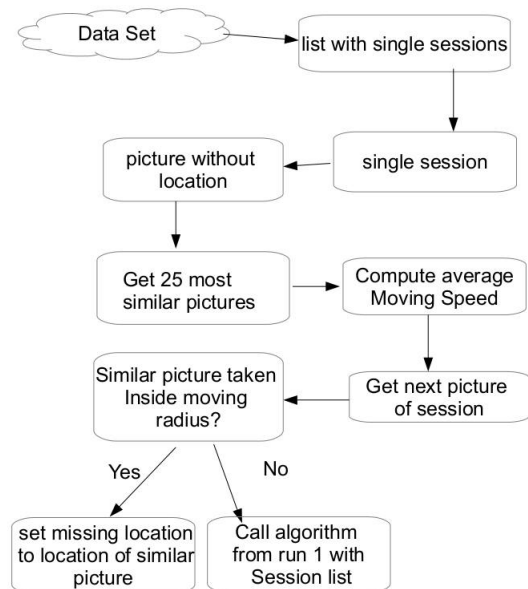 Data Set
list with single sessions
single session
picture without
location
Get 25 most
similar pictures
Compute average
Moving Speed
Get next picture
of session
Similar picture taken
Inside moving
radius?
Yes
No
set missing location
to location of similar
picture
Call algorithm
from run 1 with
Session list